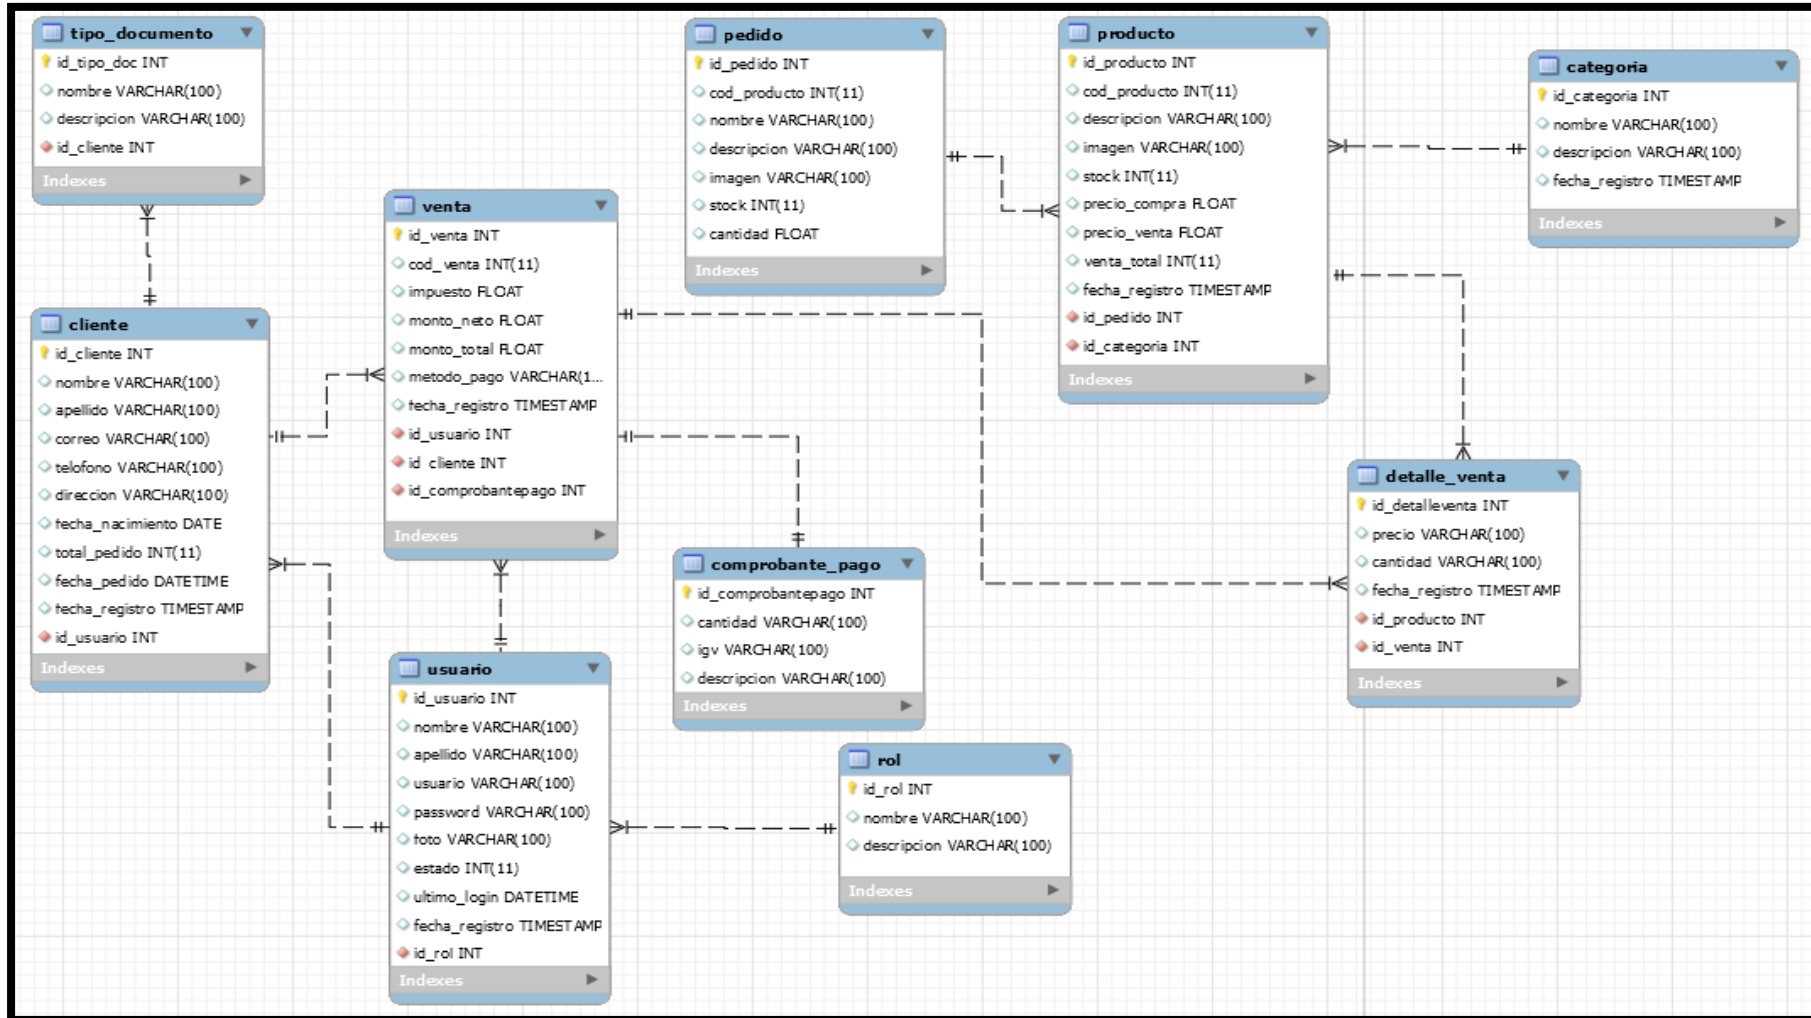 tipo_documento
id_tipo_doc INT
nombre VARCHAR(100)
descripcion VARCHAR(100)
id_cliente INT
Indexes
cliente
id_cliente INT
nombre VARCHAR(100)
apellido VARCHAR(100)
correo VARCHAR(100)
telofono VARCHAR(100)
direccion VARCHAR(100)
fecha_nacimiento DATE
total_pedido INT(11)
fecha_pedido DATETIME
fecha_registro TIMESTAMP
id_usuario INT
Indexes
venta
id_venta INT
cod_venta INT(11)
impuesto FLOAT
monto_neto FLOAT
monto_total FLOAT
metodo_pago VARCHAR(1...
fecha_registro TIMESTAMP
id_usuario INT
id_cliente INT
id_comprobantepago INT
Indexes
usuario
id_usuario INT
nombre VARCHAR(100)
apellido VARCHAR(100)
usuario VARCHAR(100)
password VARCHAR(100)
foto VARCHAR(100)
estado INT(11)
ultimo_login DATETIME
fecha_registro TIMESTAMP
id_rol INT
Indexes
pedido
id_pedido INT
cod_producto INT(11)
nombre VARCHAR(100)
descripcion VARCHAR(100)
imagen VARCHAR(100)
stock INT(11)
cantidad FLOAT
Indexes
comprobante_pago
id_comprobantepago INT
cantidad VARCHAR(100)
igv VARCHAR(100)
descripcion VARCHAR(100)
Indexes
rol
id_rol INT
nombre VARCHAR(100)
descripcion VARCHAR(100)
Indexes
producto
id_producto INT
cod_producto INT(11)
descripcion VARCHAR(100)
imagen VARCHAR(100)
stock INT(11)
precio_compra FLOAT
precio_venta FLOAT
venta_total INT(11)
fecha_registro TIMESTAMP
id_pedido INT
id_categoria INT
Indexes
categoria
id_categoria INT
nombre VARCHAR(100)
descripcion VARCHAR(100)
fecha_registro TIMESTAMP
Indexes
detalle_venta
id_detalleventa INT
precio VARCHAR(100)
cantidad VARCHAR(100)
fecha_registro TIMESTAMP
id_producto INT
id_venta INT
Indexes